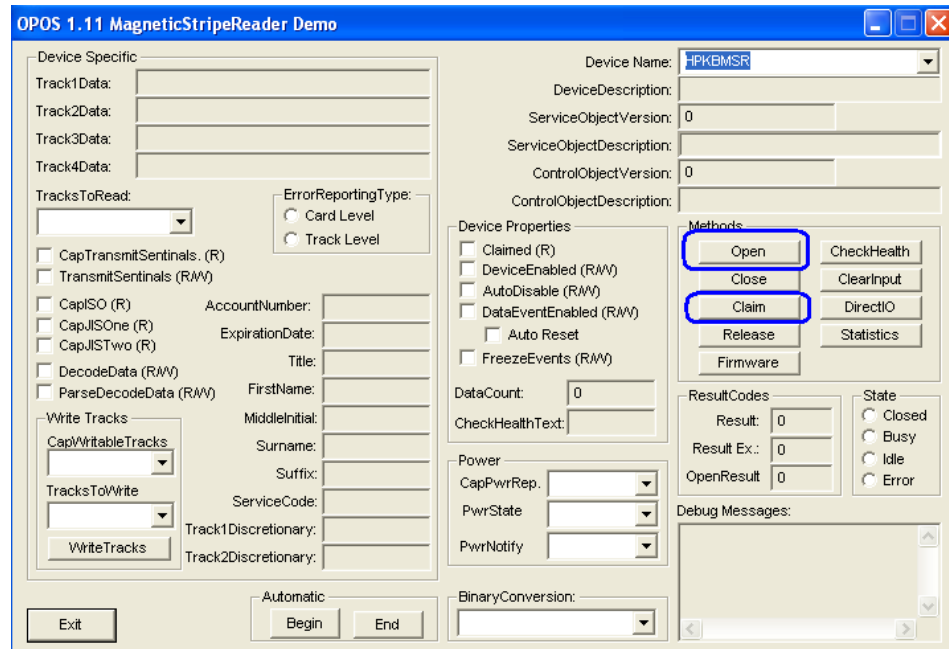 OPOS 1.11 MagneticStripeReader Demo
Device Specific
Track1Data:
Track2Data:
Track3Data:
Track4Data:
TracksToRead:
ErrorReportingType:
Card Level
Track Level
CapTransmitSentinals. (R)
TransmitSentinals (R/W)
CapISO (R)
CapJISOne (R)
CapJISTwo (R)
DecodeData (R/W)
ParseDecodeData (R/W)
AccountNumber:
ExpirationDate:
Title:
FirstName:
MiddleInitial:
Surname:
Suffix:
ServiceCode:
Track1Discretionary:
Track2Discretionary:
Write Tracks
CapWritableTracks
TracksToWrite
WriteTracks
Exit
Automatic
Begin
End
Device Name: HPKBMSR
DeviceDescription:
ServiceObjectVersion: 0
ServiceObjectDescription:
ControlObjectVersion: 0
ControlObjectDescription:
Device Properties
Claimed (R)
DeviceEnabled (R/W)
AutoDisable (R/W)
DataEventEnabled (R/W)
Auto Reset
FreezeEvents (R/W)
DataCount: 0
CheckHealthText:
Power
CapPwrRep.
PwrState
PwrNotify
BinaryConversion:
Methods
Open
CheckHealth
Close
ClearInput
Claim
DirectIO
Release
Statistics
Firmware
ResultCodes
Result: 0
Result Ex.: 0
OpenResult 0
State
Closed
Busy
Idle
Error
Debug Messages: